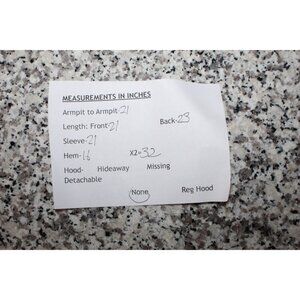 MEASUREMENTS IN INCHES
Armpit to Armpit- 21
Length: Front- 21 Back- 23
Sleeve- 21
Hem- 16 X2= 32
Hood- Hideaway Missing
Detachable
None Reg Hood